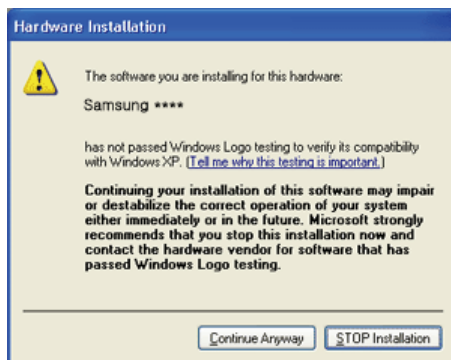 Hardware Installation
The software you are installing for this hardware:
Samsung ****
has not passed Windows Logo testing to verify its compatibility
with Windows XP. (Tell me why this testing is important.)
Continuing your installation of this software may impair
or destabilize the correct operation of your system
either immediately or in the future. Microsoft strongly
recommends that you stop this installation now and
contact the hardware vendor for software that has
passed Windows Logo testing.
Continue Anyway
STOP Installation